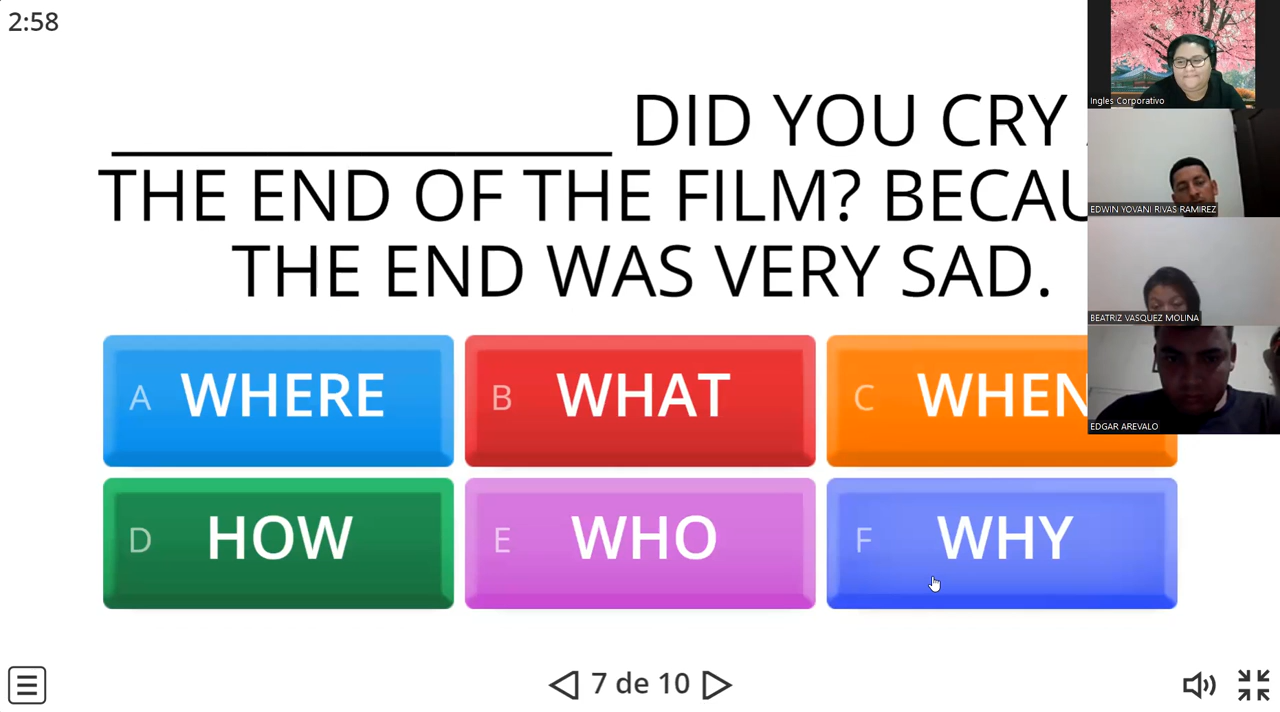 2:58
________________ DID YOU CRY
THE END OF THE FILM? BECAU
THE END WAS VERY SAD.
A WHERE
B WHAT
C WHEN
D HOW
E WHO
F WHY
7 de 10
Ingles Corporativo
EDWIN YOVANI RIVAS RAMIREZ
BEATRIZ VASQUEZ MOLINA
EDGAR AREVALO